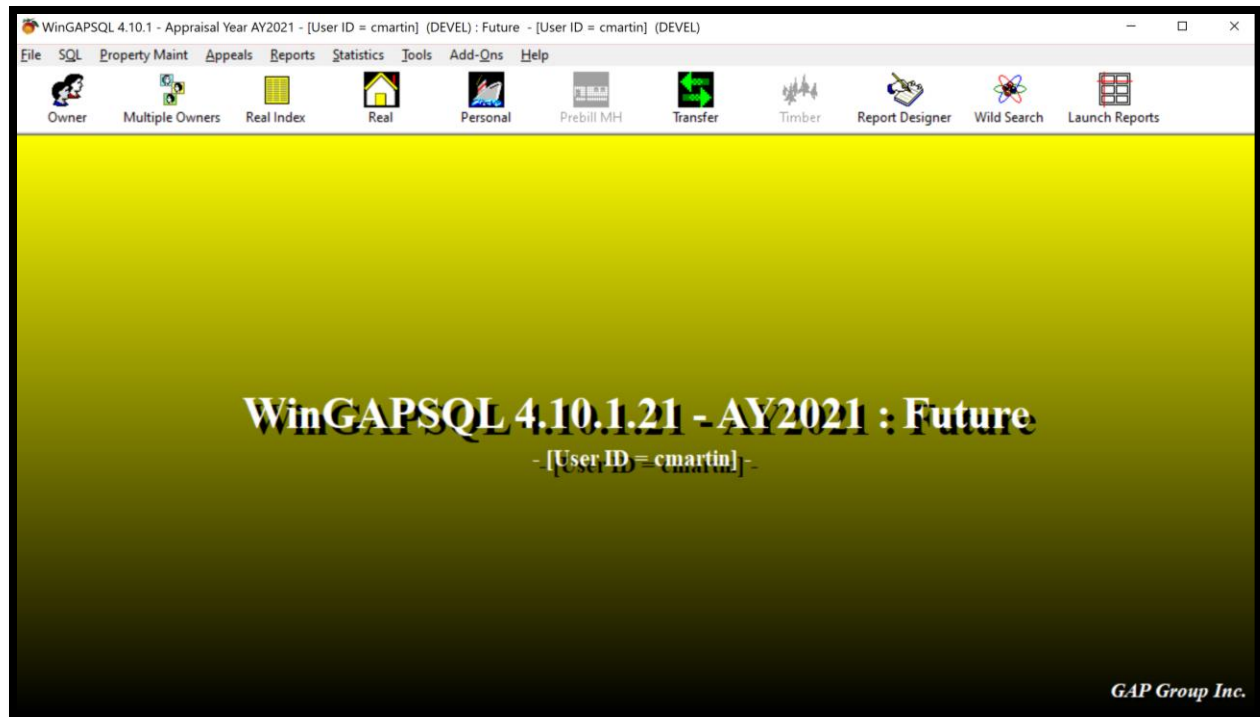 WinGAPSQL 4.10.1 - Appraisal Year AY2021 - [User ID = cmartin] (DEVEL) : Future - [User ID = cmartin] (DEVEL)
File SQL Property Maint Appeals Reports Statistics Tools Add-Ons Help
Owner Multiple Owners Real Index Real Personal Prebill MH Transfer Timber Report Designer Wild Search Launch Reports
WinGAPSQL 4.10.1.21 - AY2021 : Future
- [User ID = cmartin] -
GAP Group Inc.